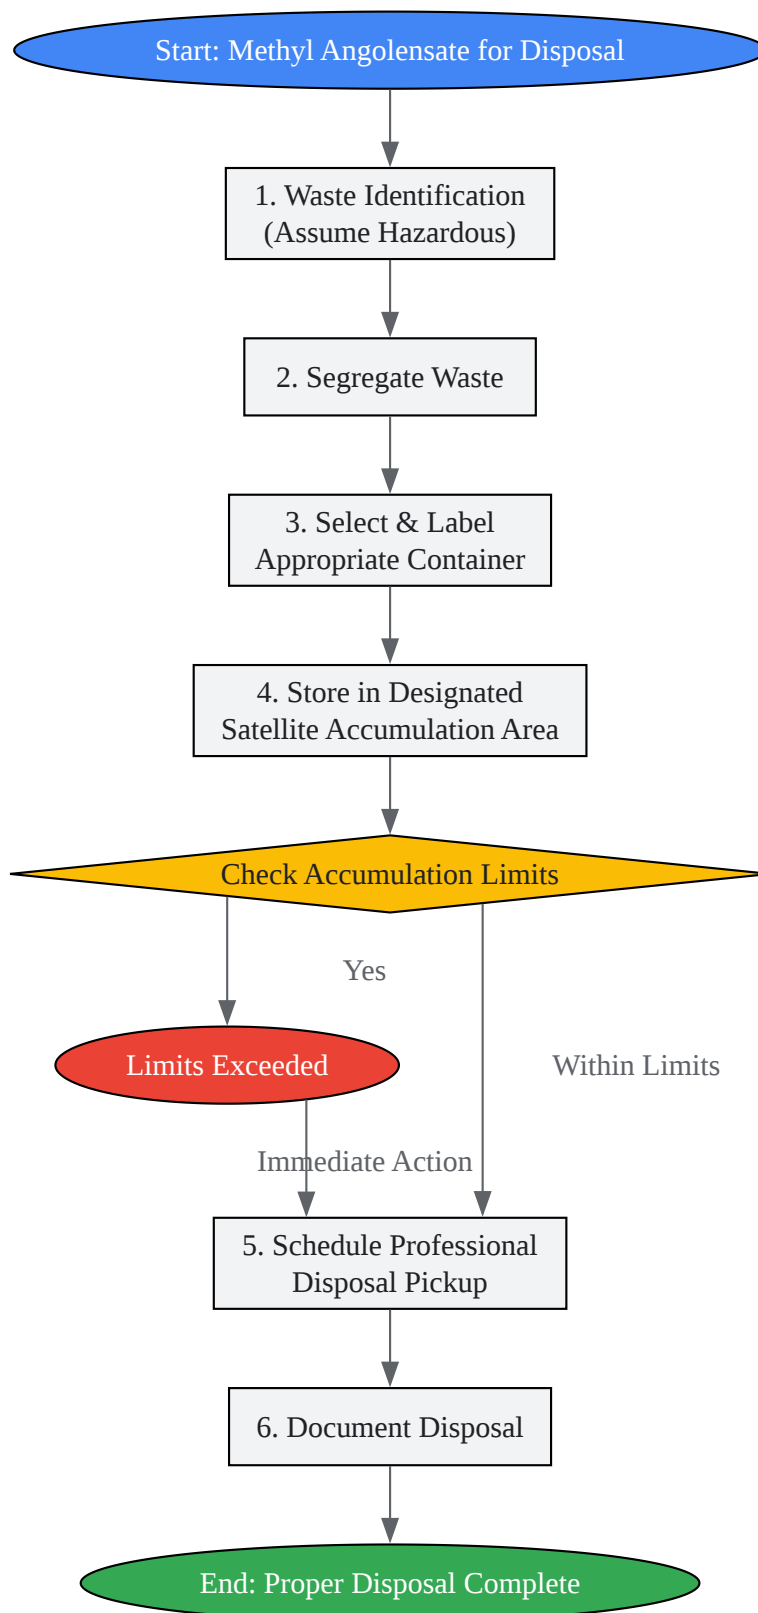 Start: Methyl Angolensate for Disposal
1. Waste Identification
(Assume Hazardous)
2. Segregate Waste
3. Select & Label
Appropriate Container
4. Store in Designated
Satellite Accumulation Area
Check Accumulation Limits
Yes
Limits Exceeded
Within Limits
Immediate Action
5. Schedule Professional
Disposal Pickup
6. Document Disposal
End: Proper Disposal Complete